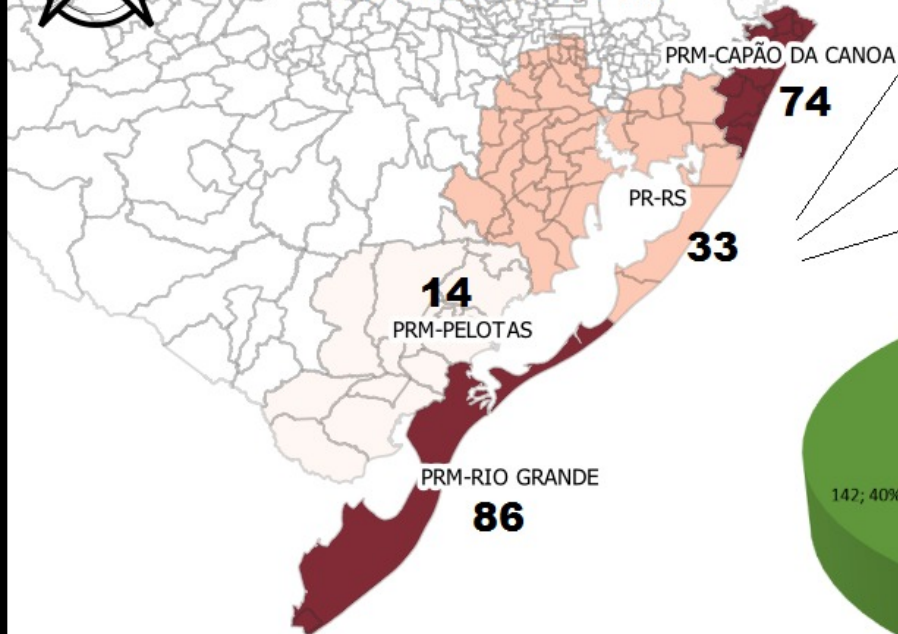 PRM-CAPÃO DA CANOA
74
PR-RS
33
14
PRM-PELOTAS
PRM-RIO GRANDE
86
142; 40%